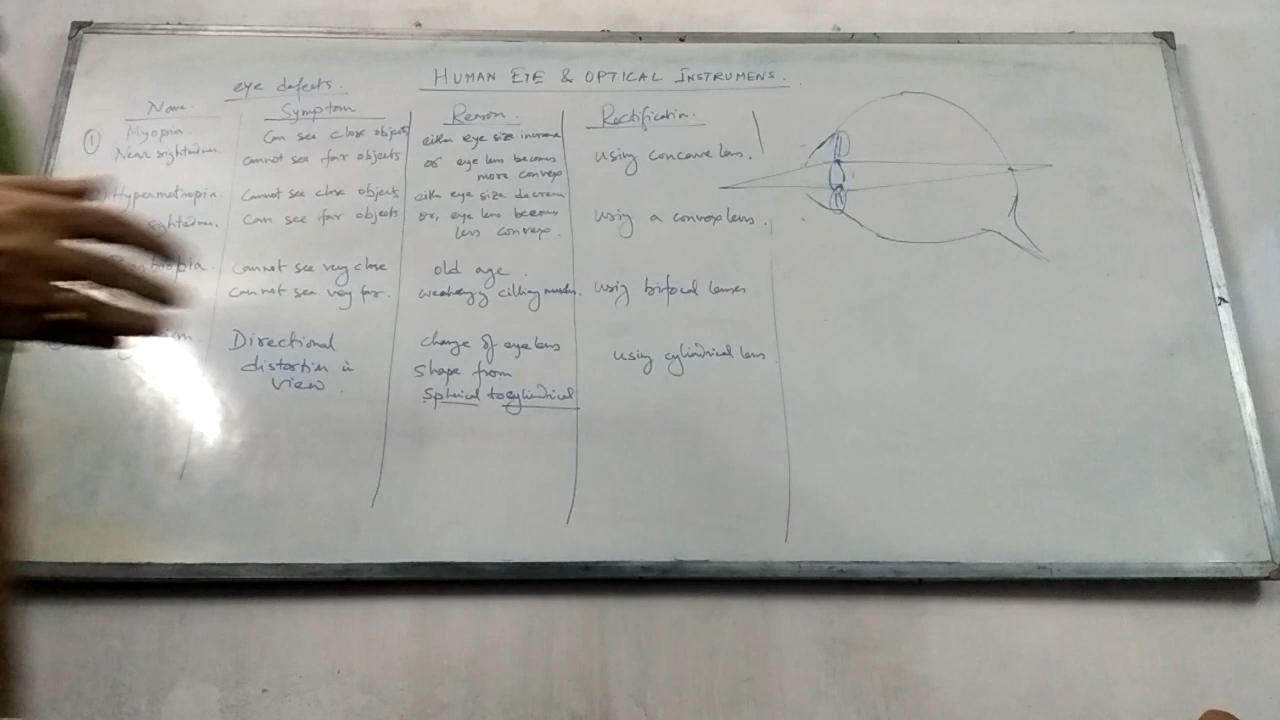 HUMAN EYE & OPTICAL INSTRUMENS.
eye defects.
Name. Symptom Reason. Rectification.
① Myopia. Can see close objects either eye size increase
Near sightedness. cannot see far objects or eye lens becomes using concave lens.
more convex
Hypermetropia. Cannot see close objects either eye size decrease
sightedness. Can see far objects or, eye lens becomes using a convex lens.
less convex.
cannot see very close old age.
cannot see very far. using bifocal lenses
Directional change of eye lens using cylindrical lens
distortion in shape from
view. spherical to cylindrical